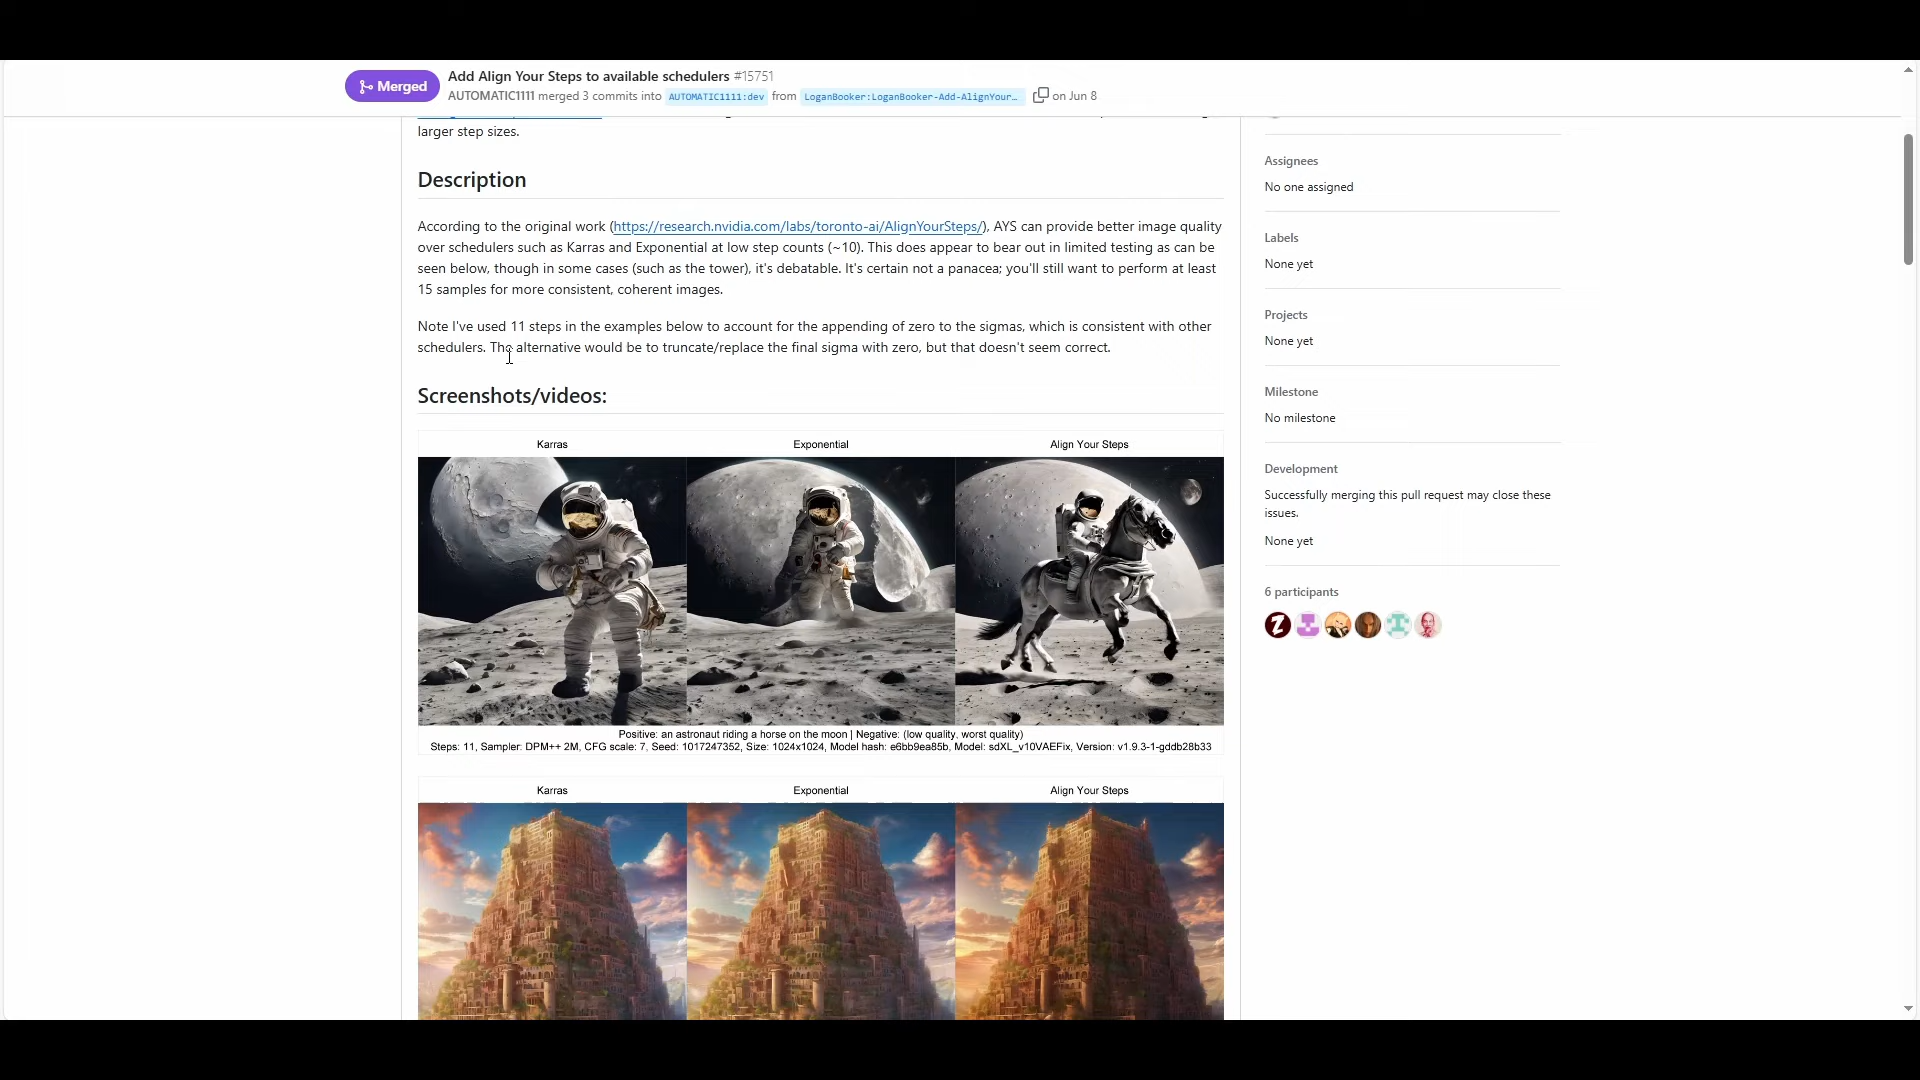 Merged
Add Align Your Steps to available schedulers #15751
AUTOMATIC1111 merged 3 commits into AUTOMATIC1111:dev from LoganBooker:LoganBooker-Add-AlignYour... on Jun 8
larger step sizes.
Description
According to the original work (https://research.nvidia.com/labs/toronto-ai/AlignYourSteps/), AYS can provide better image quality
over schedulers such as Karras and Exponential at low step counts (~10). This does appear to bear out in limited testing as can be
seen below, though in some cases (such as the tower), it's debatable. It's certain not a panacea; you'll still want to perform at least
15 samples for more consistent, coherent images.
Note I've used 11 steps in the examples below to account for the appending of zero to the sigmas, which is consistent with other
schedulers. The alternative would be to truncate/replace the final sigma with zero, but that doesn't seem correct.
Screenshots/videos:
Karras Exponential Align Your Steps
Positive: an astronaut riding a horse on the moon | Negative: (low quality, worst quality)
Steps: 11, Sampler: DPM++ 2M, CFG scale: 7, Seed: 1017247352, Size: 1024x1024, Model hash: e6bb9ea85b, Model: sdXL_v10VAEFix, Version: v1.9.3-1-gddb28b33
Karras Exponential Align Your Steps
Assignees
No one assigned
Labels
None yet
Projects
None yet
Milestone
No milestone
Development
Successfully merging this pull request may close these
issues.
None yet
6 participants